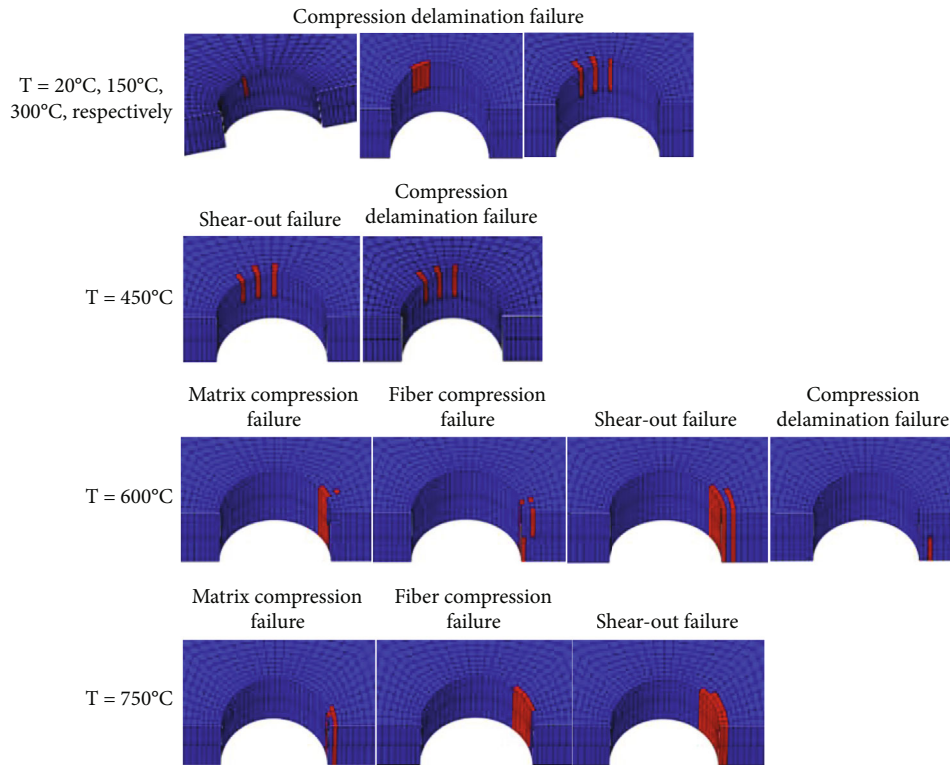 Compression delamination failure
T = 20°C, 150°C,
300°C, respectively
Shear-out failure
Compression
delamination failure
T = 450°C
Matrix compression
failure
Fiber compression
failure
Shear-out failure
Compression
delamination failure
T = 600°C
Matrix compression
failure
Fiber compression
failure
Shear-out failure
T = 750°C